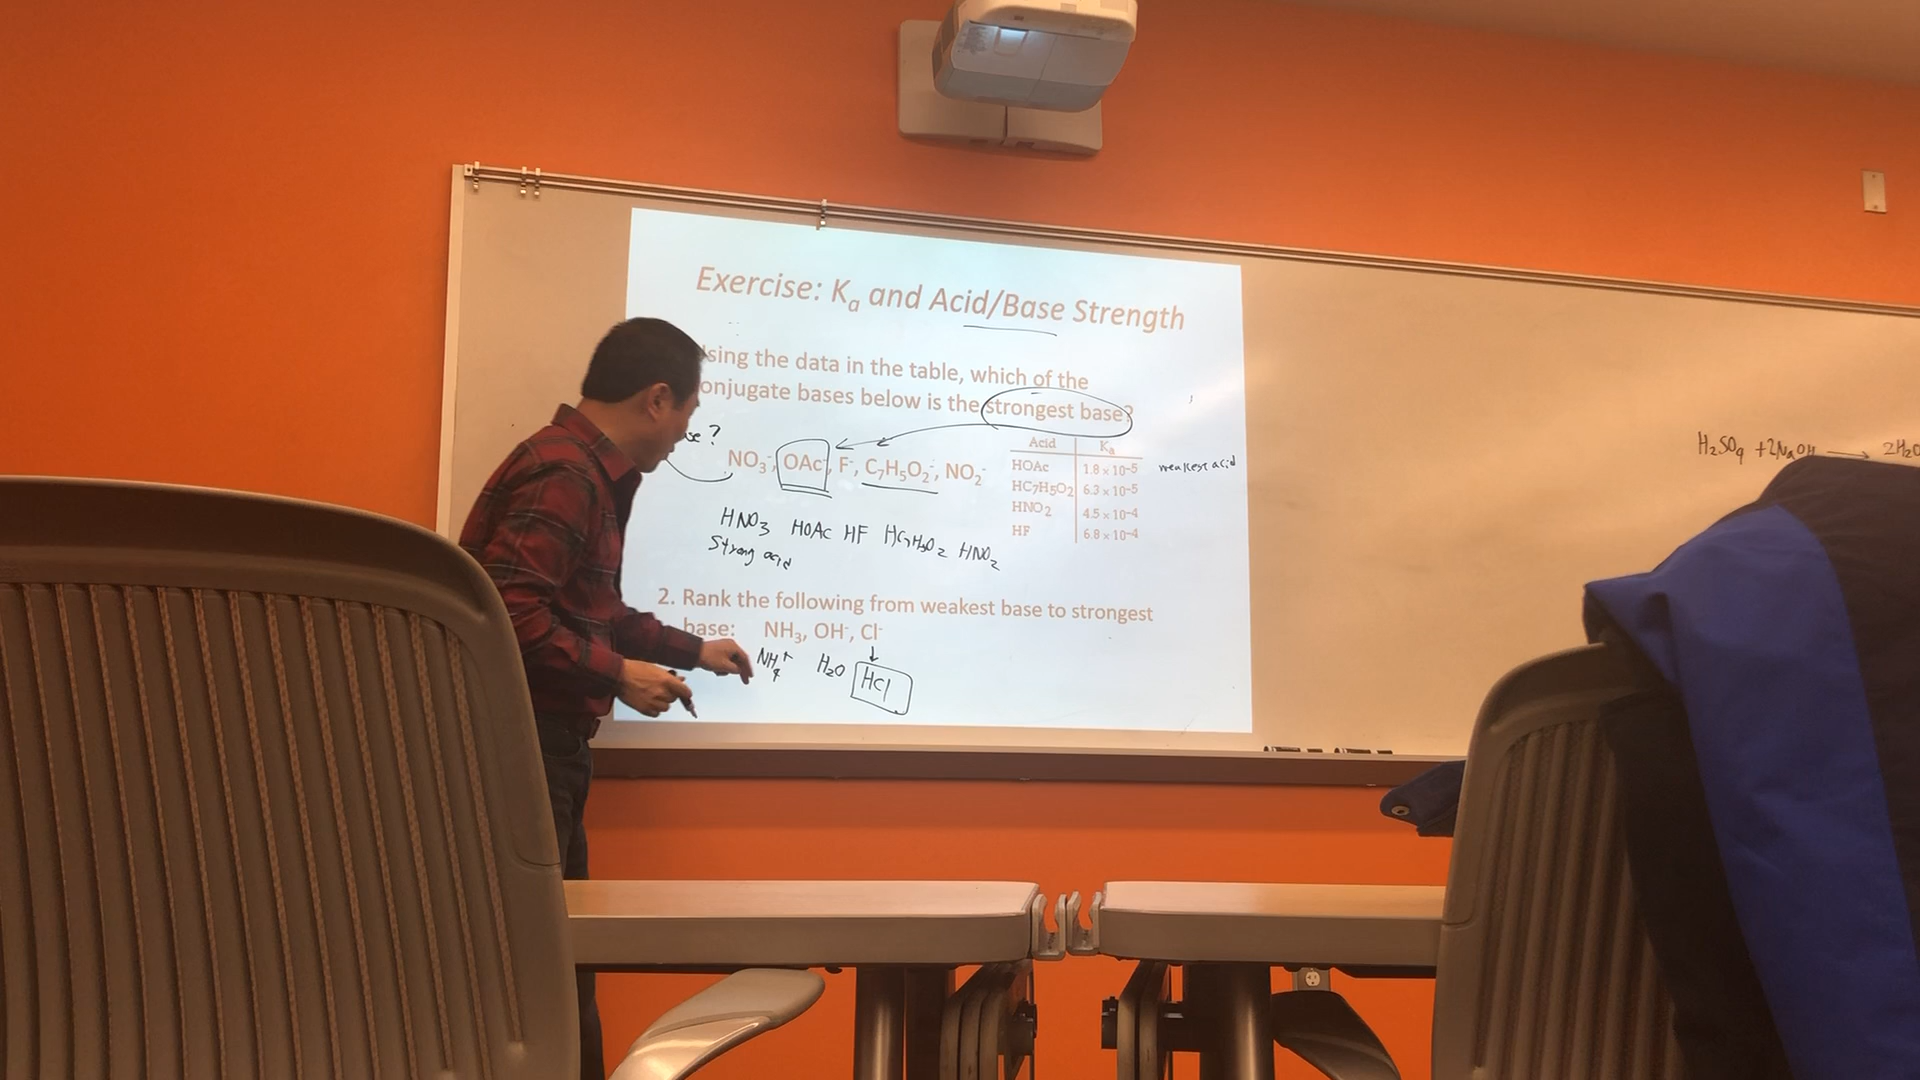 Exercise: Kₐ and Acid/Base Strength
sing the data in the table, which of the
onjugate bases below is the strongest base?
se?
NO₃⁻, OAc⁻, F⁻, C₇H₅O₂⁻, NO₂⁻
Acid Kₐ
HOAc 1.8 × 10⁻⁵ weakest acid
HC₇H₅O₂ 6.3 × 10⁻⁵
HNO₂ 4.5 × 10⁻⁴
HF 6.8 × 10⁻⁴
HNO₃ HOAc HF HC₇H₅O₂ HNO₂
Strong acid
2. Rank the following from weakest base to strongest
base: NH₃, OH⁻, Cl⁻
NH₄⁺ H₂O HCl
H₂SO₄ + 2NaOH → 2H₂O